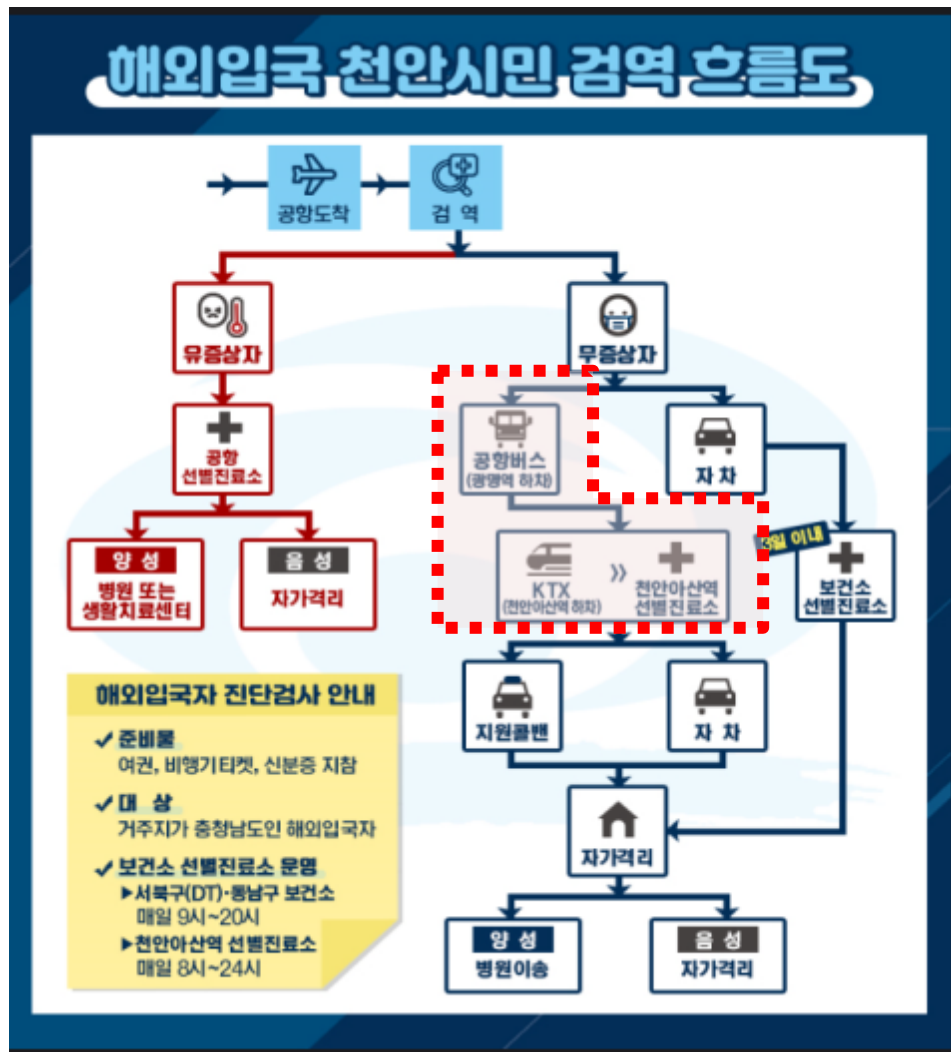 해외입국 천안시민 검역 흐름도
공항도착
검 역
유증상자
무증상자
공항
선별진료소
공항버스
(광명역 하차)
자 차
양 성
병원 또는
생활치료센터
음 성
자가격리
KTX
(천안아산역 하차)
천안아산역
선별진료소
3일 이내
보건소
선별진료소
지원콜밴
자 차
자가격리
양 성
병원이송
음 성
자가격리
해외입국자 진단검사 안내
준비물
여권, 비행기티켓, 신분증 지참
대 상
거주지가 충청남도인 해외입국자
보건소 선별진료소 운영
▶서북구(DT)·동남구 보건소
매일 9시~20시
▶천안아산역 선별진료소
매일 8시~24시